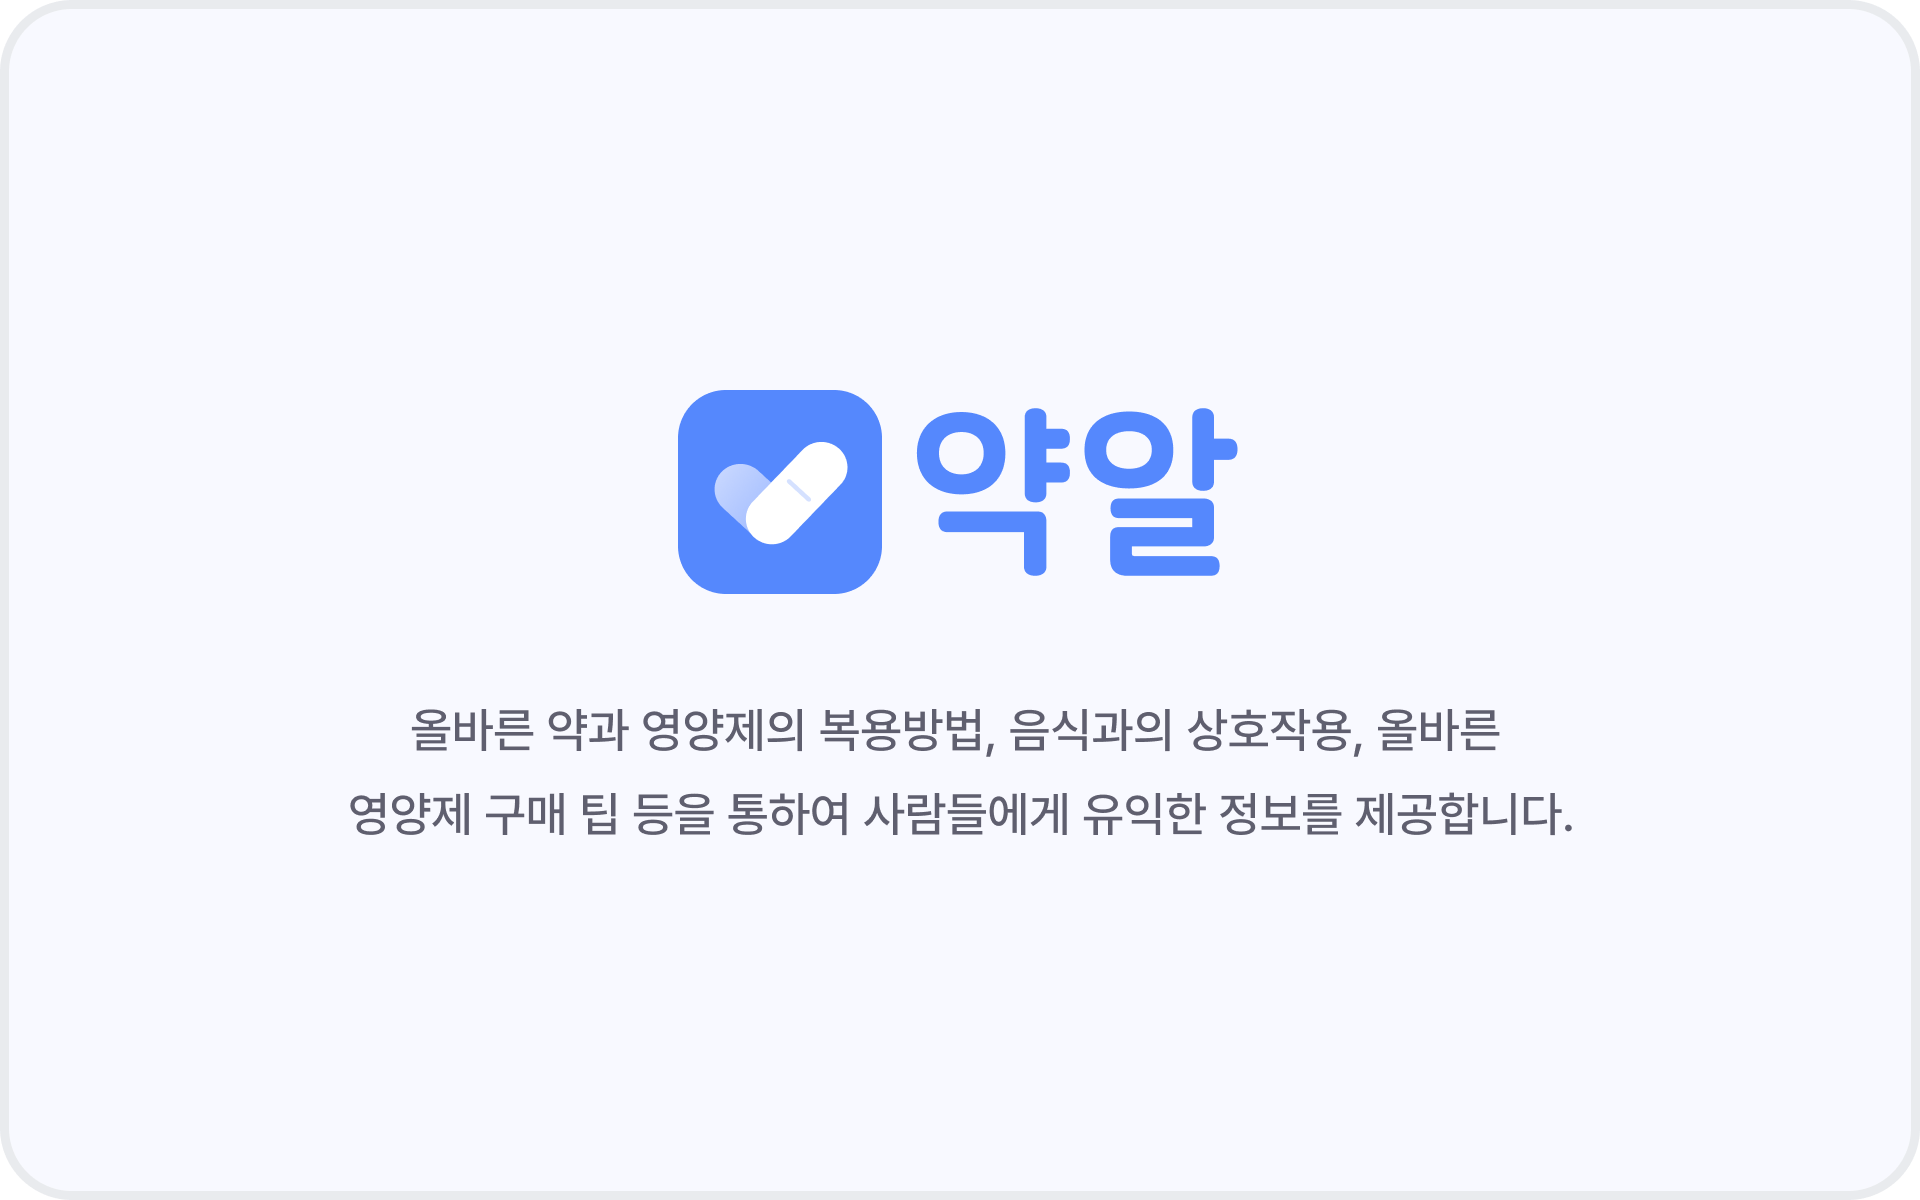 약알
올바른 약과 영양제의 복용방법, 음식과의 상호작용, 올바른
영양제 구매 팁 등을 통하여 사람들에게 유익한 정보를 제공합니다.